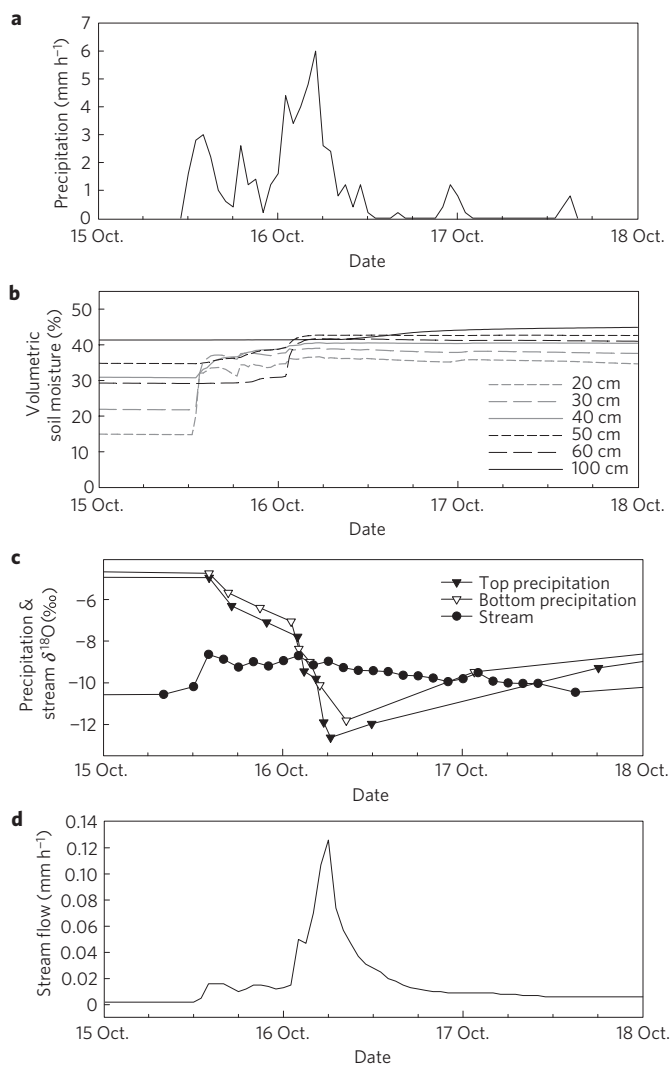 a
7
6
5
4
3
2
1
0
Precipitation (mm h⁻¹)
15 Oct. 16 Oct. 17 Oct. 18 Oct.
Date
b
50
40
30
20
10
0
Volumetric
soil moisture (%)
20 cm
30 cm
40 cm
50 cm
60 cm
100 cm
15 Oct. 16 Oct. 17 Oct. 18 Oct.
Date
c
−6
−8
−10
−12
Precipitation &
stream δ¹⁸O(‰)
Top precipitation
Bottom precipitation
Stream
15 Oct. 16 Oct. 17 Oct. 18 Oct.
Date
d
0.14
0.12
0.10
0.08
0.06
0.04
0.02
0
Stream flow (mm h⁻¹)
15 Oct. 16 Oct. 17 Oct. 18 Oct.
Date